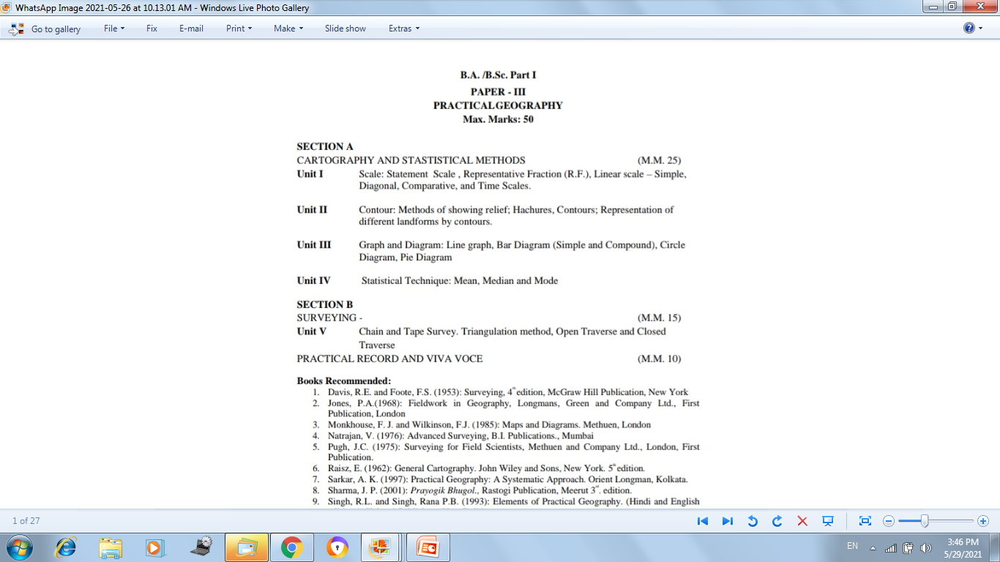 WhatsApp Image 2021-05-26 at 10.13.01 AM - Windows Live Photo Gallery
Go to gallery File Fix E-mail Print Make Slide show Extras
B.A. /B.Sc. Part I
PAPER - III
PRACTICAL GEOGRAPHY
Max. Marks: 50
SECTION A
CARTOGRAPHY AND STASTISTICAL METHODS (M.M. 25)
Unit I Scale: Statement Scale , Representative Fraction (R.F.), Linear scale – Simple,
Diagonal, Comparative, and Time Scales.
Unit II Contour: Methods of showing relief; Hachures, Contours; Representation of
different landforms by contours.
Unit III Graph and Diagram: Line graph, Bar Diagram (Simple and Compound), Circle
Diagram, Pie Diagram
Unit IV Statistical Technique: Mean, Median and Mode
SECTION B
SURVEYING - (M.M. 15)
Unit V Chain and Tape Survey. Triangulation method, Open Traverse and Closed
Traverse
PRACTICAL RECORD AND VIVA VOCE (M.M. 10)
Books Recommended:
1. Davis, R.E. and Foote, F.S. (1953): Surveying, 4th edition, McGraw Hill Publication, New York
2. Jones, P.A.(1968): Fieldwork in Geography, Longmans, Green and Company Ltd., First
Publication, London
3. Monkhouse, F. J. and Wilkinson, F.J. (1985): Maps and Diagrams. Methuen, London
4. Natrajan, V. (1976): Advanced Surveying, B.I. Publications., Mumbai
5. Pugh, J.C. (1975): Surveying for Field Scientists, Methuen and Company Ltd., London, First
Publication.
6. Raisz, E. (1962): General Cartography. John Wiley and Sons, New York. 5th edition.
7. Sarkar, A. K. (1997): Practical Geography: A Systematic Approach. Orient Longman, Kolkata.
8. Sharma, J. P. (2001): Prayogik Bhugol., Rastogi Publication, Meerut 3rd. edition.
9. Singh, R.L. and Singh, Rana P.B. (1993): Elements of Practical Geography. (Hindi and English
1 of 27
EN
3:46 PM
5/29/2021